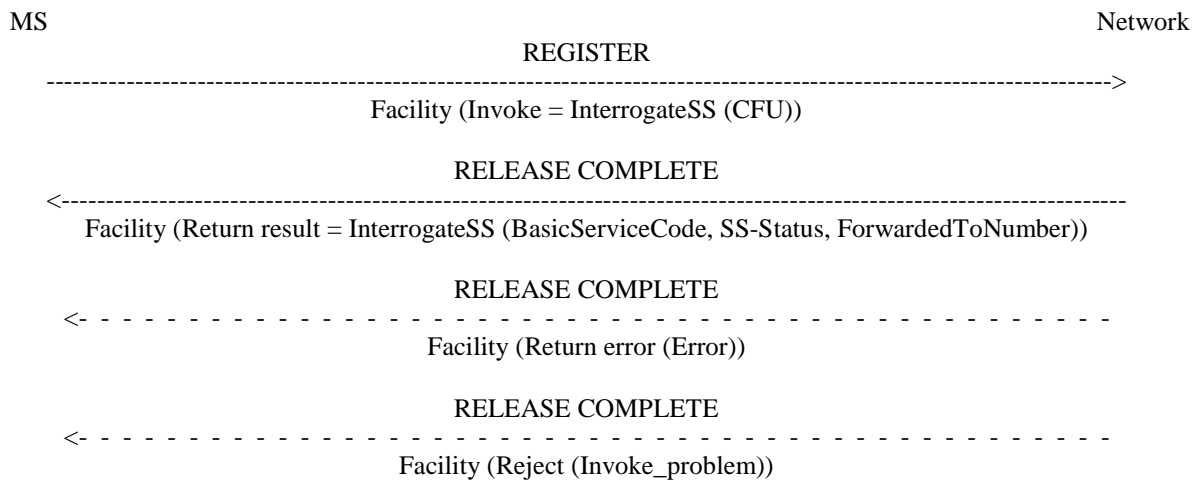 MS Network
REGISTER
------------------------------------------------------------------------------------------------------------------------>
Facility (Invoke = InterrogateSS (CFU))
RELEASE COMPLETE
<------------------------------------------------------------------------------------------------------------------------
Facility (Return result = InterrogateSS (BasicServiceCode, SS-Status, ForwardedToNumber))
RELEASE COMPLETE
<- - - - - - - - - - - - - - - - - - - - - - - - - - - - - - - - - - - - - - - - - - - - - - - -
Facility (Return error (Error))
RELEASE COMPLETE
<- - - - - - - - - - - - - - - - - - - - - - - - - - - - - - - - - - - - - - - - - - - - - - - -
Facility (Reject (Invoke_problem))